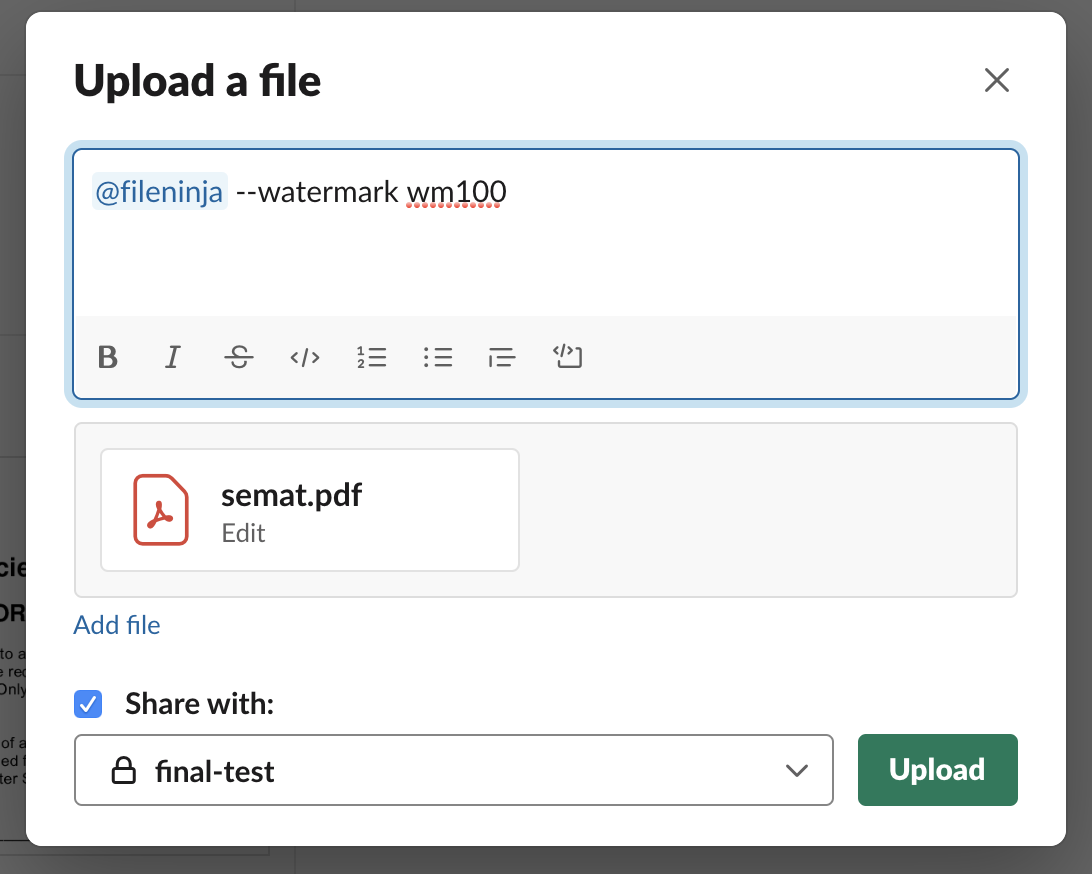 Upload a file
@fileninja --watermark wm100
semat.pdf
Edit
Add file
Share with:
final-test
Upload